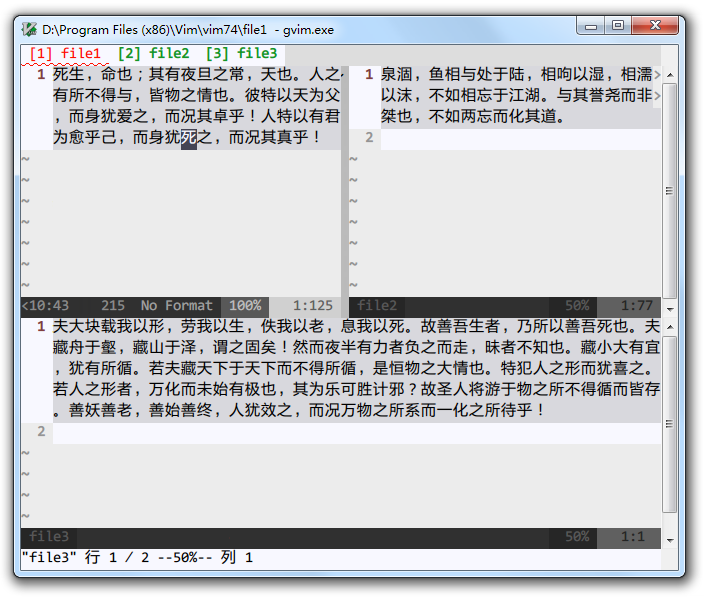 D:\Program Files (x86)\Vim\vim74\file1 - gvim.exe
[1] file1 [2] file2 [3] file3
1 死生，命也；其有夜旦之常，天也。人之
有所不得与，皆物之情也。彼特以天为父
，而身犹爱之，而况其卓乎！人特以有君
为愈乎己，而身犹死之，而况其真乎！
~
~
~
~
~
~
~
<10:43 215 No Format 100% 1:125
1 泉涸，鱼相与处于陆，相呴以湿，相濡>
以沫，不如相忘于江湖。与其誉尧而非>
桀也，不如两忘而化其道。
2
~
~
~
~
~
~
~
file2 50% 1:77
1 夫大块载我以形，劳我以生，佚我以老，息我以死。故善吾生者，乃所以善吾死也。夫
藏舟于壑，藏山于泽，谓之固矣！然而夜半有力者负之而走，昧者不知也。藏小大有宜
，犹有所循。若夫藏天下于天下而不得所循，是恒物之大情也。特犯人之形而犹喜之。
若人之形者，万化而未始有极也，其为乐可胜计邪？故圣人将游于物之所不得循而皆存
。善妖善老，善始善终，人犹效之，而况万物之所系而一化之所待乎！
2
~
~
~
~
file3 50% 1:1
"file3" 行 1 / 2 --50%-- 列 1